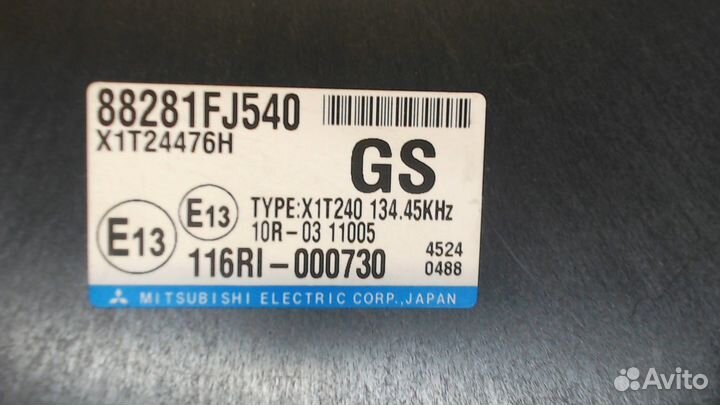 88281FJ540
X1T24476H
GS
E13
E13
TYPE:X1T240 134.45KHz
10R-03 11005
116RI-000730
4524
0488
MITSUBISHI ELECTRIC CORP.,JAPAN
Avito